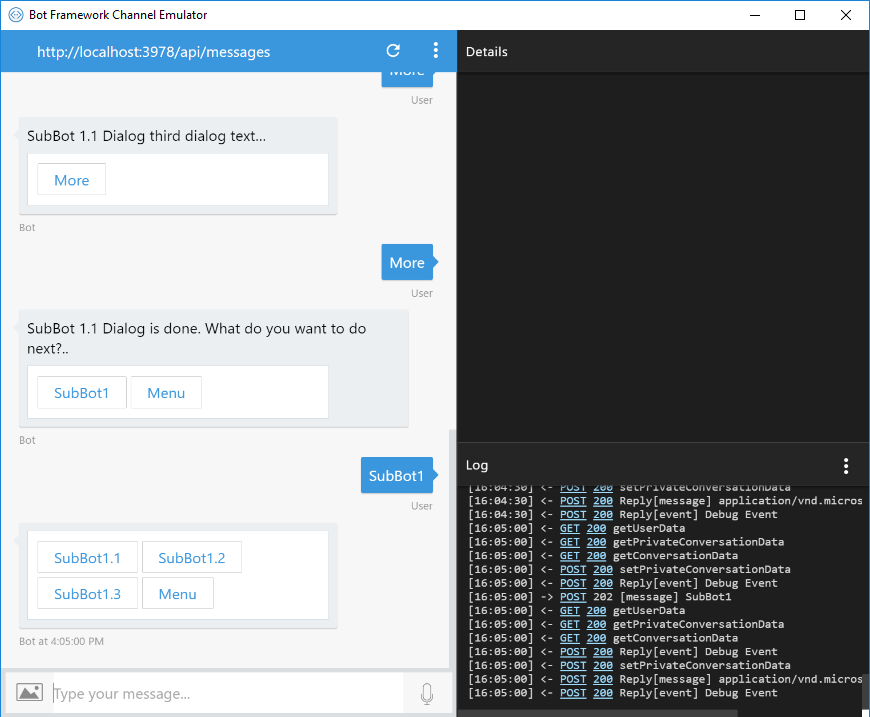 Bot Framework Channel Emulator
http://localhost:3978/api/messages
More
User
SubBot 1.1 Dialog third dialog text...
More
Bot
More
User
SubBot 1.1 Dialog is done. What do you want to do
next?..
SubBot1 Menu
Bot
SubBot1
User
SubBot1.1 SubBot1.2
SubBot1.3 Menu
Bot at 4:05:00 PM
Type your message...
Details
Log
[16:04:30] <- POST 200 setPrivateConversationData
[16:04:30] <- POST 200 Reply[message] application/vnd.micros
[16:04:30] <- POST 200 Reply[event] Debug Event
[16:05:00] <- GET 200 getUserData
[16:05:00] <- GET 200 getPrivateConversationData
[16:05:00] <- GET 200 getConversationData
[16:05:00] <- POST 200 setPrivateConversationData
[16:05:00] <- POST 200 Reply[event] Debug Event
[16:05:00] -> POST 202 [message] SubBot1
[16:05:00] <- GET 200 getUserData
[16:05:00] <- GET 200 getPrivateConversationData
[16:05:00] <- GET 200 getConversationData
[16:05:00] <- POST 200 Reply[event] Debug Event
[16:05:00] <- POST 200 setPrivateConversationData
[16:05:00] <- POST 200 Reply[message] application/vnd.micros
[16:05:00] <- POST 200 Reply[event] Debug Event